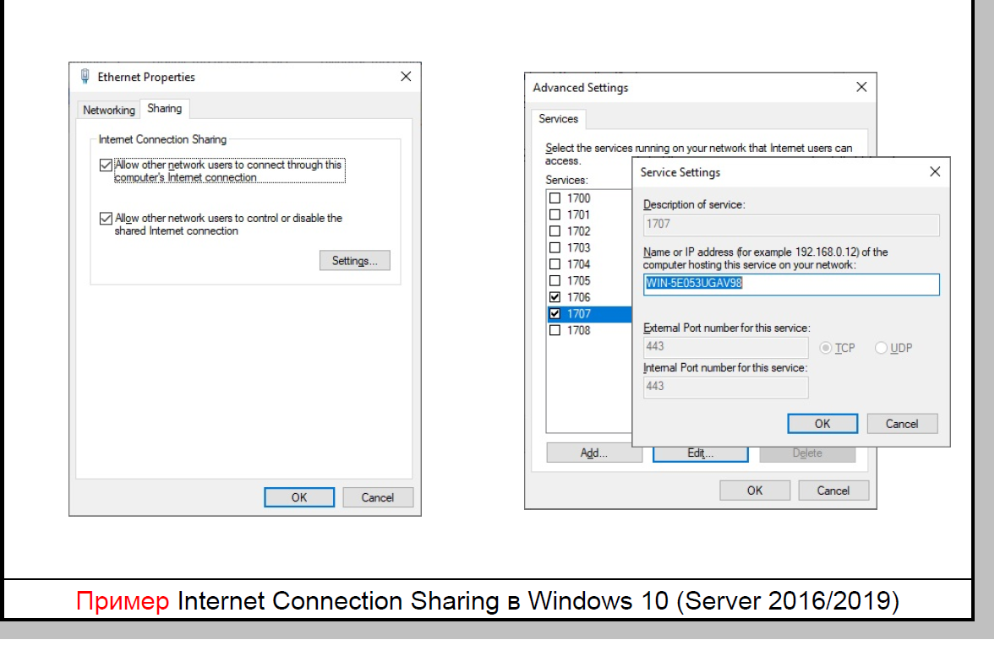 Ethernet Properties
Networking
Sharing
Internet Connection Sharing
Allow other network users to connect through this
computer's Internet connection
Allow other network users to control or disable the
shared Internet connection
Settings...
OK
Cancel
Advanced Settings
Services
Select the services running on your network that Internet users can
access.
Services:
1700
1701
1702
1703
1704
1705
1706
1707
1708
Add...
Edit...
Delete
OK
Cancel
Service Settings
Description of service:
1707
Name or IP address (for example 192.168.0.12) of the
computer hosting this service on your network:
WIN-5E053UGAV98
External Port number for this service:
443
TCP
UDP
Internal Port number for this service:
443
OK
Cancel
Пример Internet Connection Sharing в Windows 10 (Server 2016/2019)